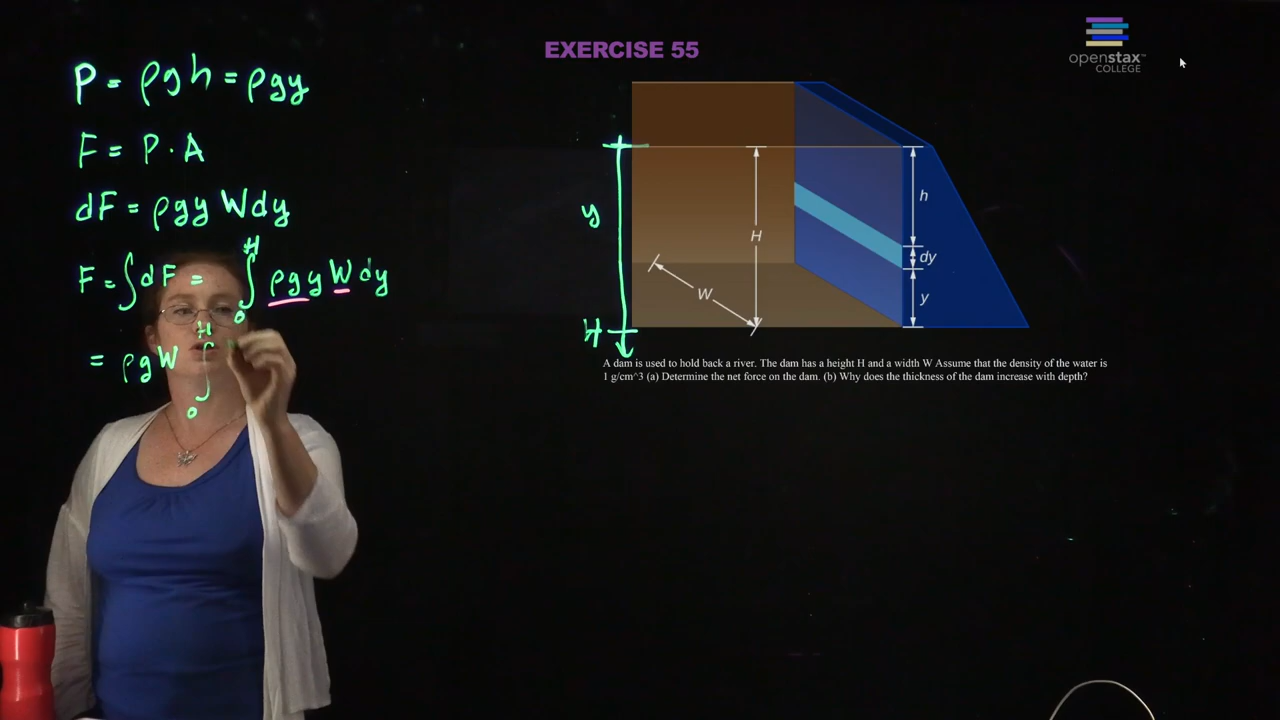 EXERCISE 55
openstax
COLLEGE
P = ρgh = ρgy
F = P · A
dF = ρgy Wdy
F = ∫dF = ∫₀ᴴ ρgy W dy
= ρgW ∫₀ᴴ
y
H
H
W
h
dy
y
A dam is used to hold back a river. The dam has a height H and a width W Assume that the density of the water is
1 g/cm^3 (a) Determine the net force on the dam. (b) Why does the thickness of the dam increase with depth?